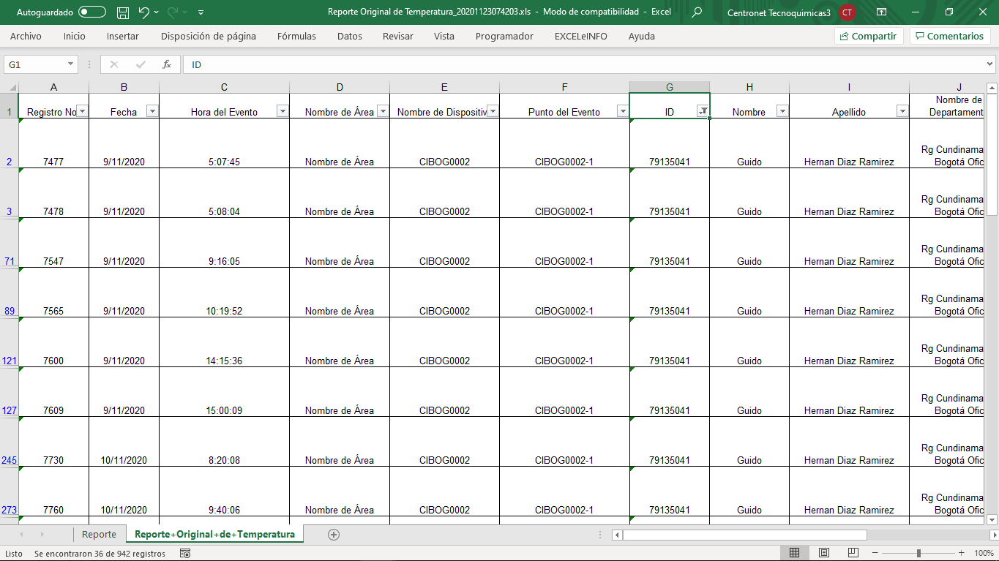 Autoguardado Reporte Original de Temperatura_20201123074203.xls - Modo de compatibilidad - Excel Centronet Tecnoquimicas3 CT
Archivo Inicio Insertar Disposición de página Fórmulas Datos Revisar Vista Programador EXCELeINFO Ayuda Compartir Comentarios
G1 fx ID
A B C D E F G H I J
1 Registro No Fecha Hora del Evento Nombre de Área Nombre de Dispositiv Punto del Evento ID Nombre Apellido Nombre de
Departament
2 7477 9/11/2020 5:07:45 Nombre de Área CIBOG0002 CIBOG0002-1 79135041 Guido Hernan Diaz Ramirez Rg Cundinama
Bogotá Ofic
3 7478 9/11/2020 5:08:04 Nombre de Área CIBOG0002 CIBOG0002-1 79135041 Guido Hernan Diaz Ramirez Rg Cundinama
Bogotá Ofic
71 7547 9/11/2020 9:16:05 Nombre de Área CIBOG0002 CIBOG0002-1 79135041 Guido Hernan Diaz Ramirez Rg Cundinama
Bogotá Ofic
89 7565 9/11/2020 10:19:52 Nombre de Área CIBOG0002 CIBOG0002-1 79135041 Guido Hernan Diaz Ramirez Rg Cundinama
Bogotá Ofic
121 7600 9/11/2020 14:15:36 Nombre de Área CIBOG0002 CIBOG0002-1 79135041 Guido Hernan Diaz Ramirez Rg Cundinama
Bogotá Ofic
127 7609 9/11/2020 15:00:09 Nombre de Área CIBOG0002 CIBOG0002-1 79135041 Guido Hernan Diaz Ramirez Rg Cundinama
Bogotá Ofic
245 7730 10/11/2020 8:20:08 Nombre de Área CIBOG0002 CIBOG0002-1 79135041 Guido Hernan Diaz Ramirez Rg Cundinama
Bogotá Ofic
273 7760 10/11/2020 9:40:06 Nombre de Área CIBOG0002 CIBOG0002-1 79135041 Guido Hernan Diaz Ramirez Rg Cundinama
Bogotá Ofic
Reporte Reporte+Original+de+Temperatura
Listo Se encontraron 36 de 942 registros 100%